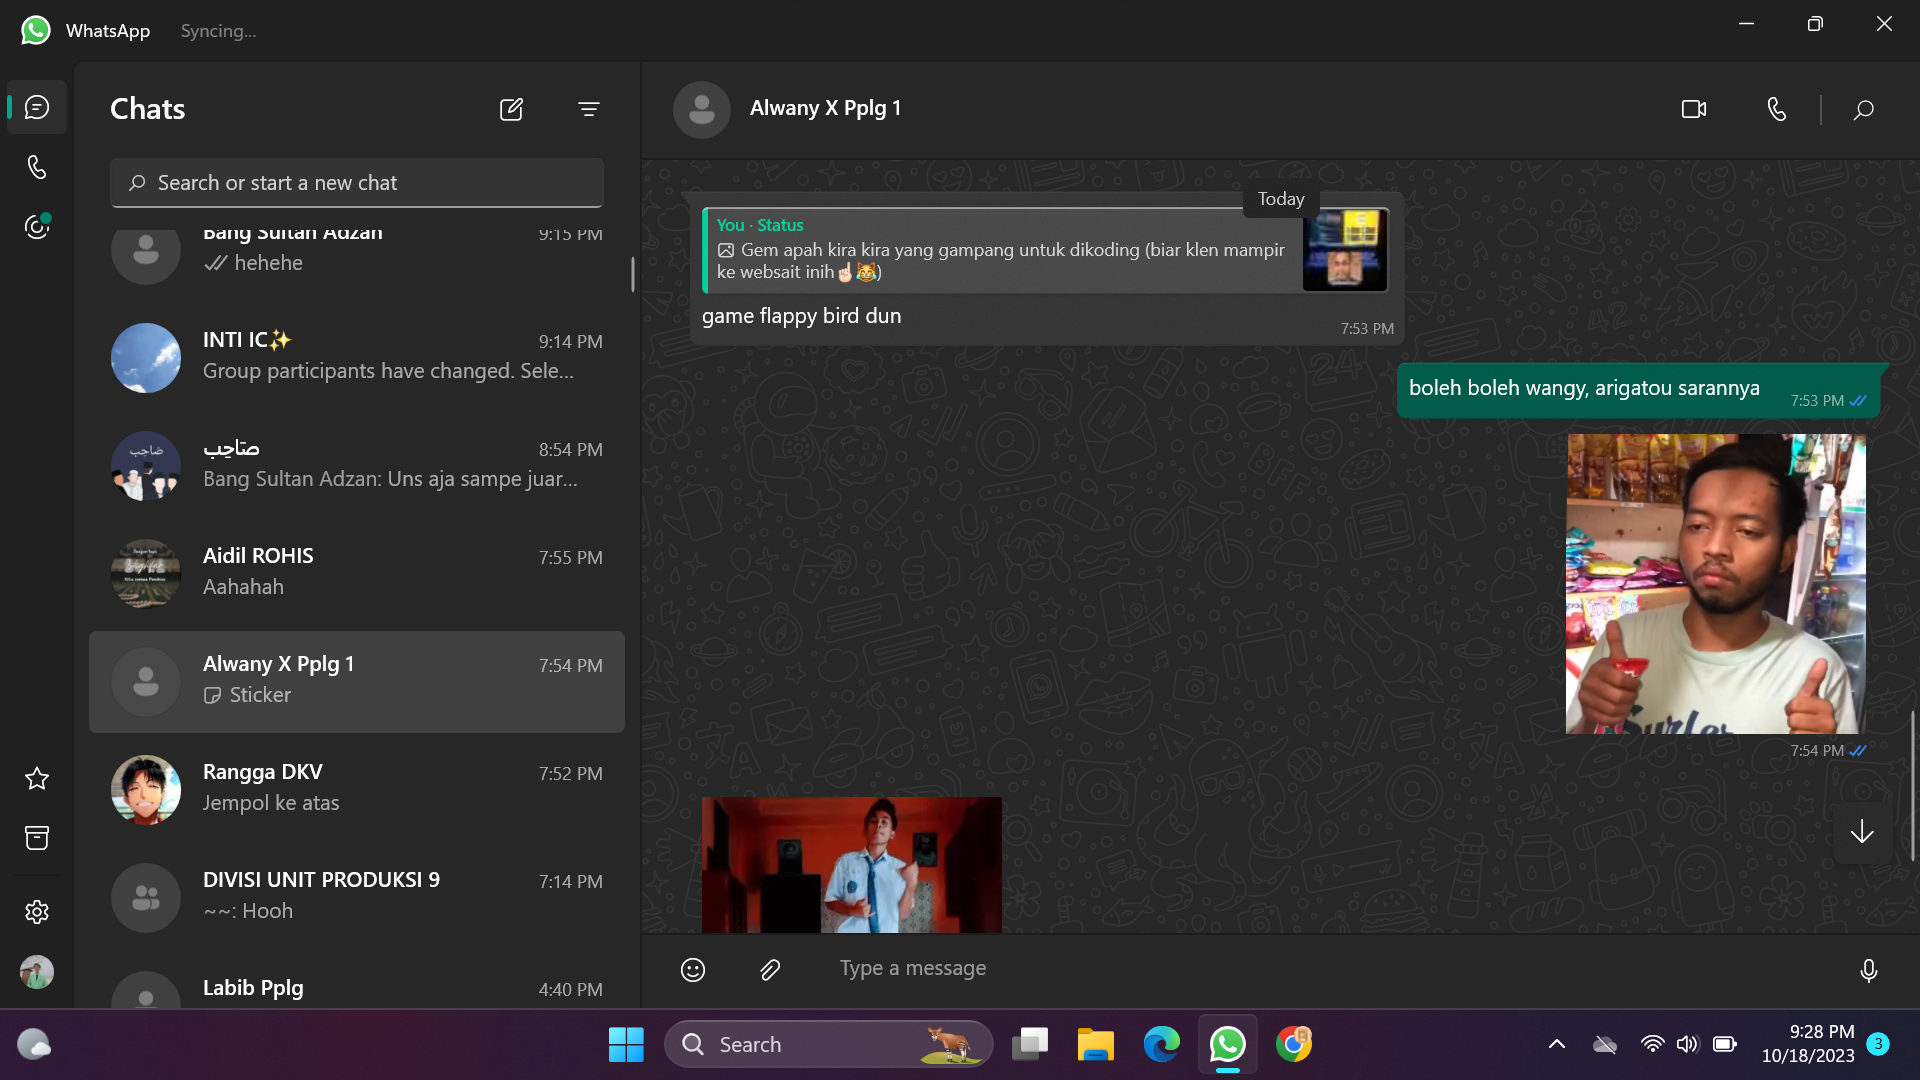 WhatsApp Syncing...
Chats
Search or start a new chat
Bang Sultan Adzan 9:15 PM
hehehe
INTI IC✨ 9:14 PM
Group participants have changed. Sele...
صَاحِب 8:54 PM
Bang Sultan Adzan: Uns aja sampe juar...
Aidil ROHIS 7:55 PM
Aahahah
Alwany X Pplg 1 7:54 PM
Sticker
Rangga DKV 7:52 PM
Jempol ke atas
DIVISI UNIT PRODUKSI 9 7:14 PM
~~: Hooh
Labib Pplg 4:40 PM
Alwany X Pplg 1
Today
You · Status
Gem apah kira kira yang gampang untuk dikoding (biar klen mampir
ke websait inih☝🏻😹)
game flappy bird dun
7:53 PM
boleh boleh wangy, arigatou sarannya 7:53 PM
Surfer
7:54 PM
Type a message
Search
9:28 PM
10/18/2023
3